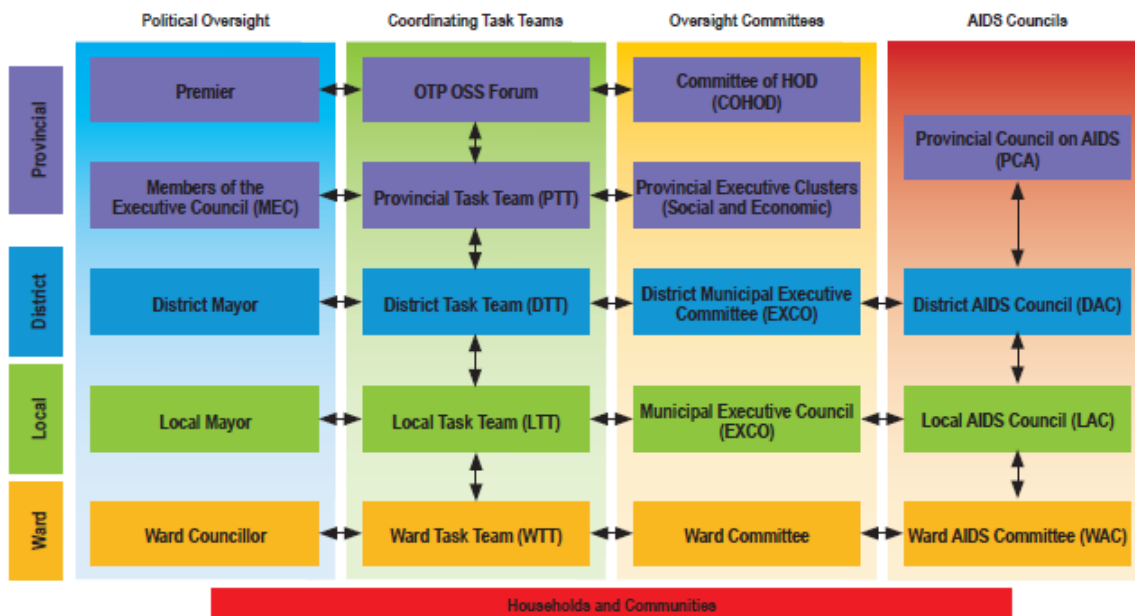 Political Oversight
Coordinating Task Teams
Oversight Committees
AIDS Councils
Provincial
Premier
OTP OSS Forum
Committee of HOD
(COHOD)
Provincial Council on AIDS
(PCA)
Members of the
Executive Council (MEC)
Provincial Task Team (PTT)
Provincial Executive Clusters
(Social and Economic)
District
District Mayor
District Task Team (DTT)
District Municipal Executive
Committee (EXCO)
District AIDS Council (DAC)
Local
Local Mayor
Local Task Team (LTT)
Municipal Executive Council
(EXCO)
Local AIDS Council (LAC)
Ward
Ward Councillor
Ward Task Team (WTT)
Ward Committee
Ward AIDS Committee (WAC)
Households and Communities